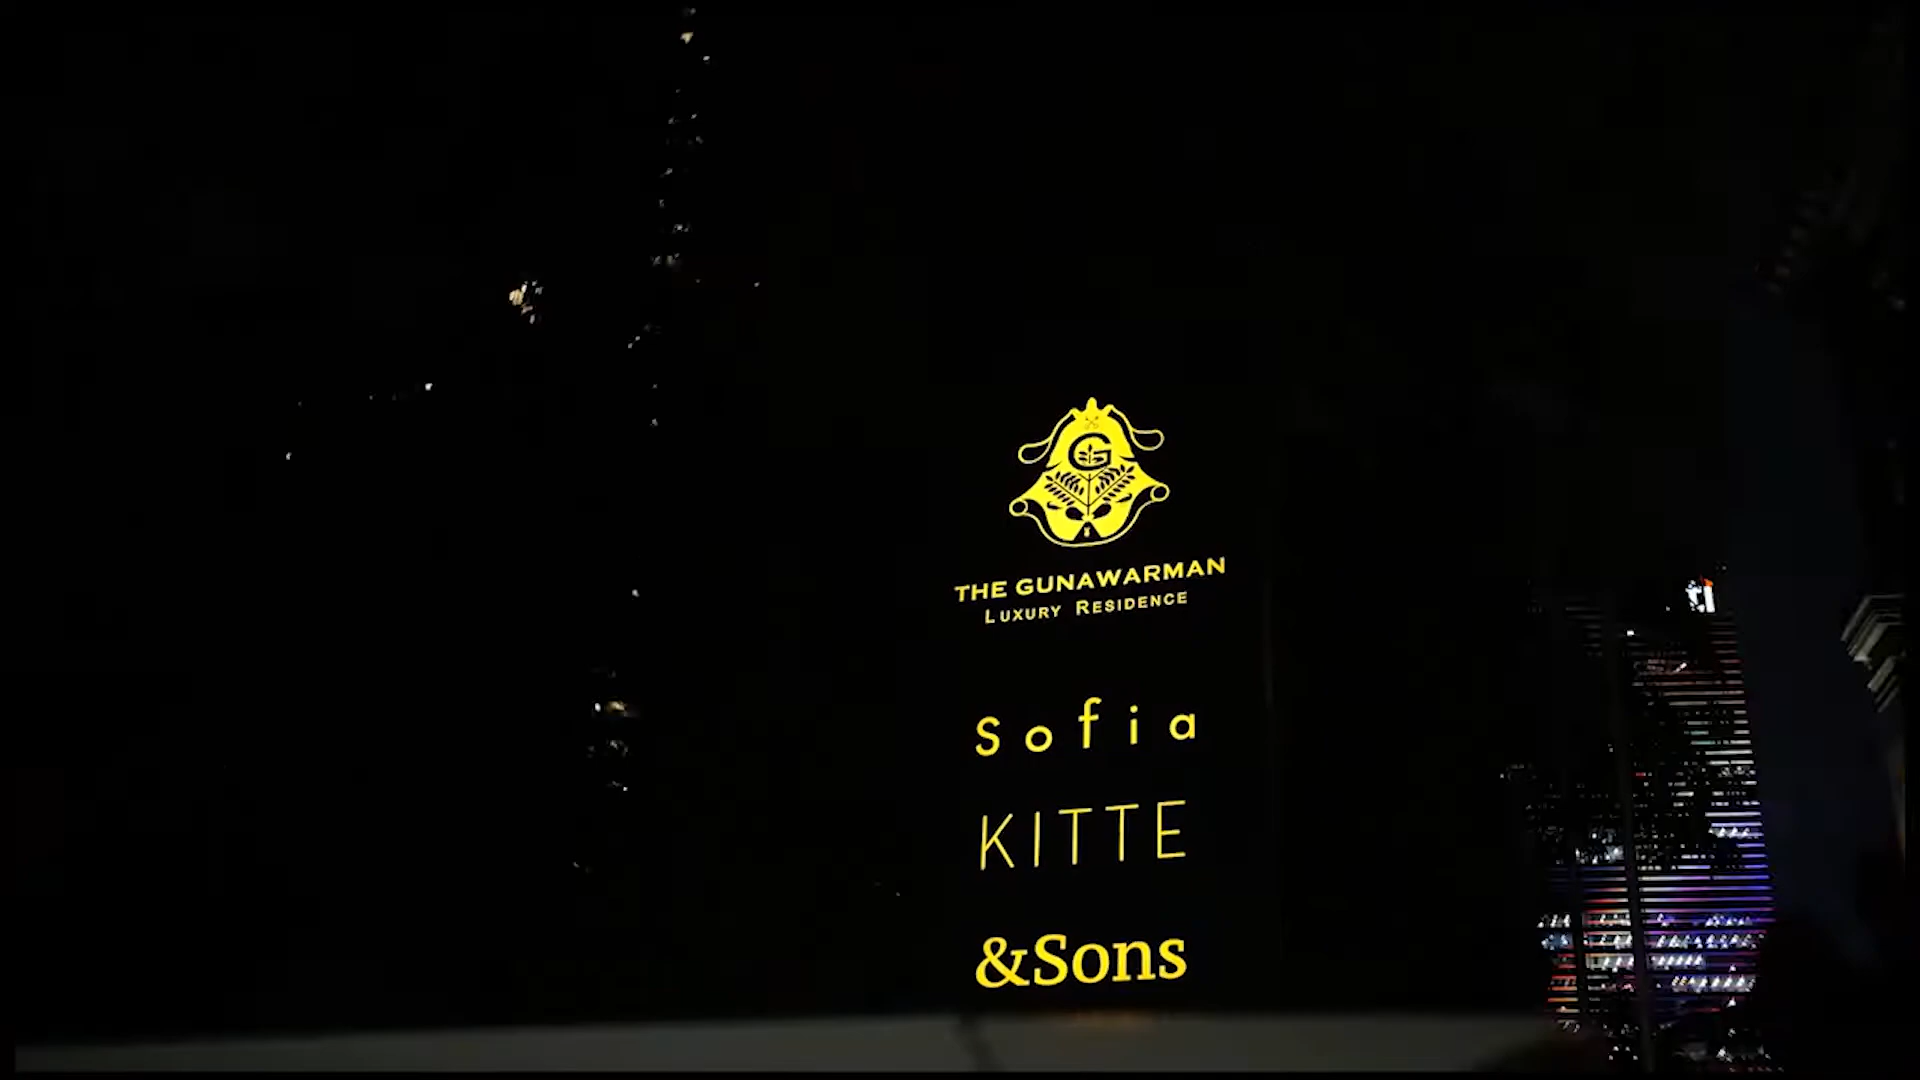 G
THE GUNAWARMAN
LUXURY RESIDENCE
Sofia
KITTE
&Sons